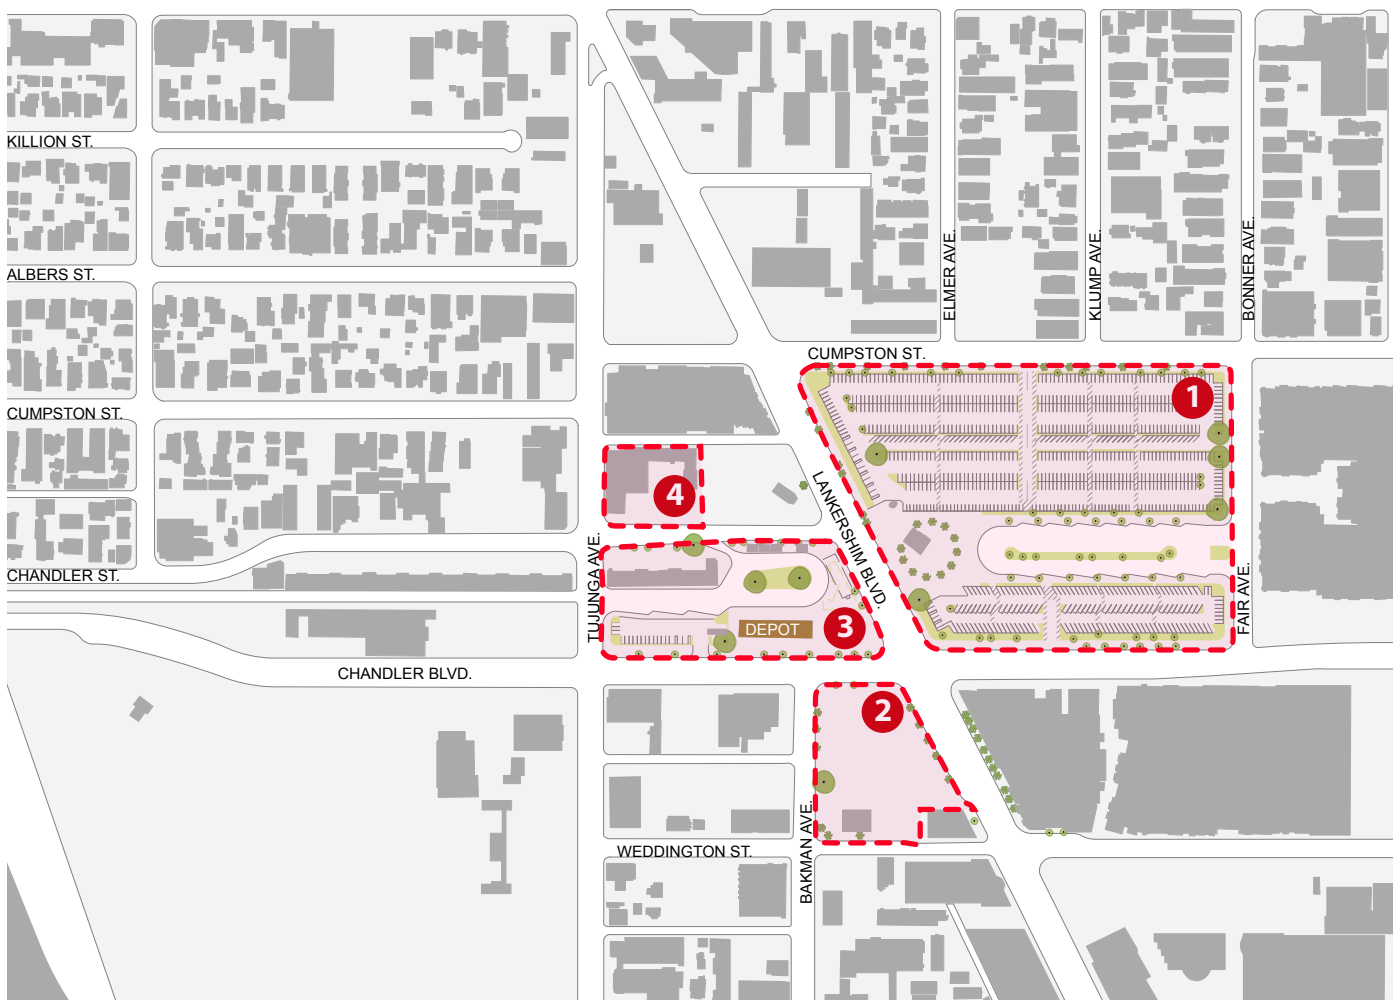 KILLION ST.
ALBERS ST.
ELMER AVE.
KLUMP AVE.
BONNER AVE.
CUMPSTON ST.
1
CUMPSTON ST.
4
LANKERSHIM BLVD.
TUJUNGA AVE.
CHANDLER ST.
FAIR AVE.
DEPOT
3
CHANDLER BLVD.
2
BAKMAN AVE.
WEDDINGTON ST.